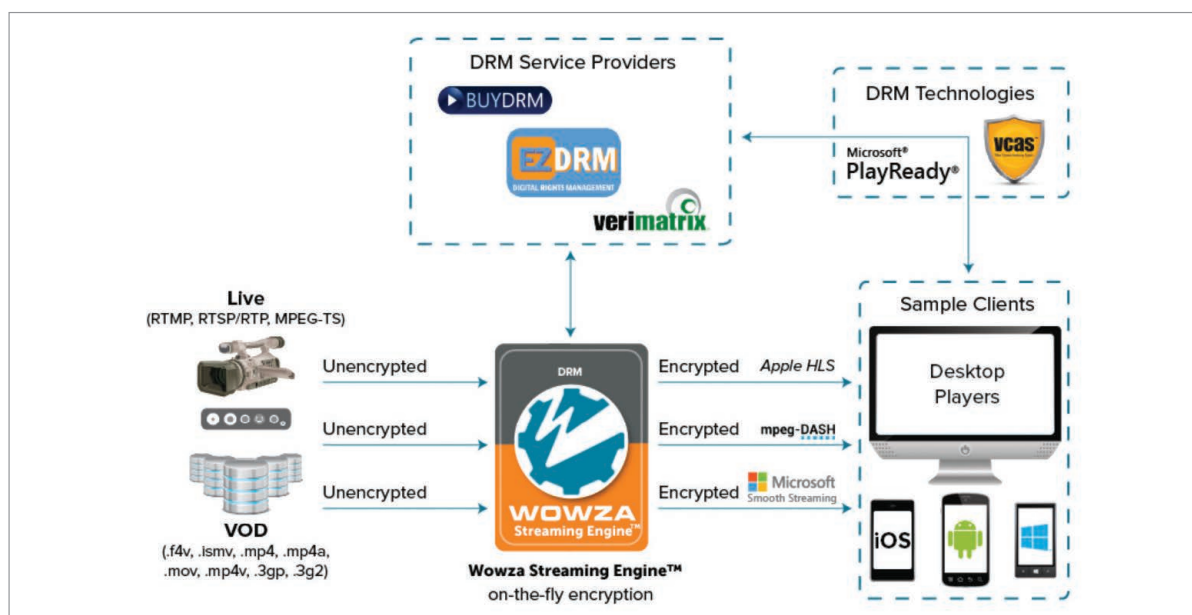 DRM Service Providers
BUYDRM
EZDRM
DIGITAL RIGHTS MANAGEMENT
verimatrix
DRM Technologies
Microsoft®
PlayReady®
vcas™
Live
(RTMP, RTSP/RTP, MPEG-TS)
Unencrypted
Unencrypted
Unencrypted
VOD
(.f4v, .ismv, .mp4, .mp4a,
.mov, .mp4v, .3gp, .3g2)
DRM
WOWZA
Streaming Engine™
Wowza Streaming Engine™
on-the-fly encryption
Encrypted Apple HLS
Encrypted mpeg-DASH
Encrypted Microsoft
Smooth Streaming
Sample Clients
Desktop
Players
iOS